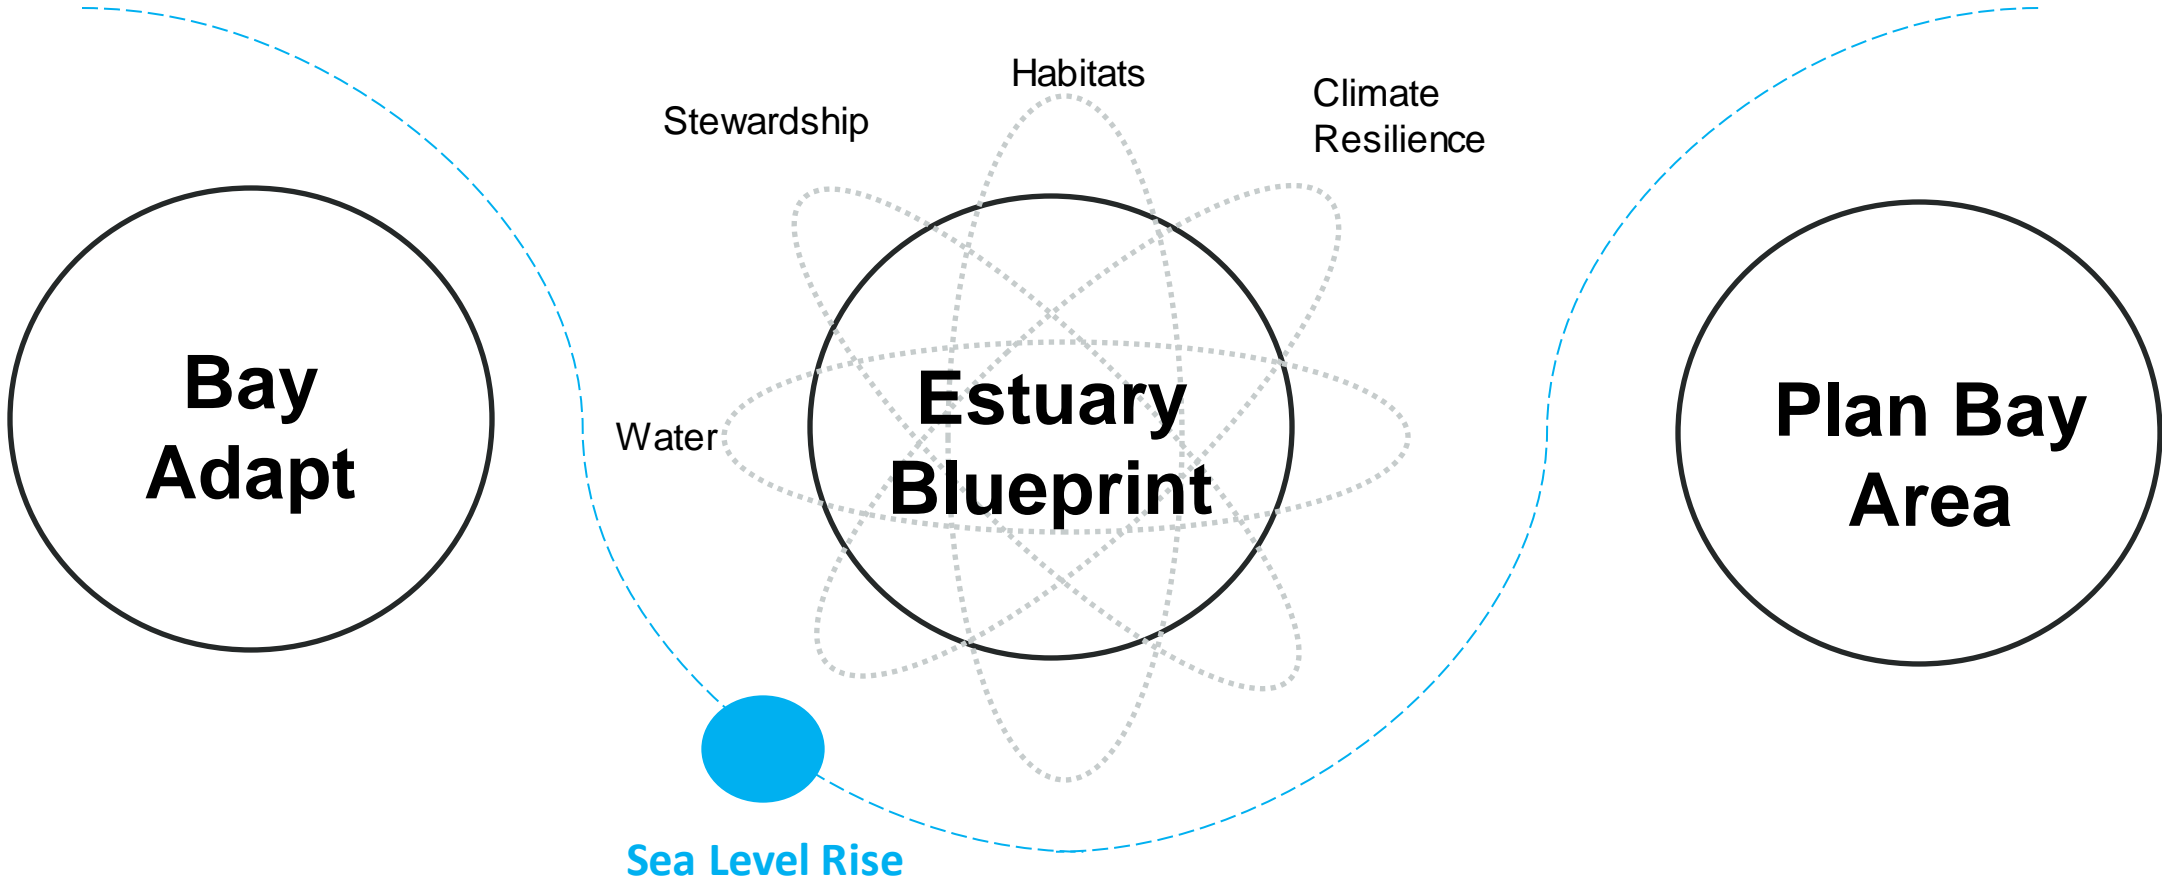 Habitats
Climate
Resilience
Stewardship
Bay
Adapt
Water
Estuary
Blueprint
Plan Bay
Area
Sea Level Rise